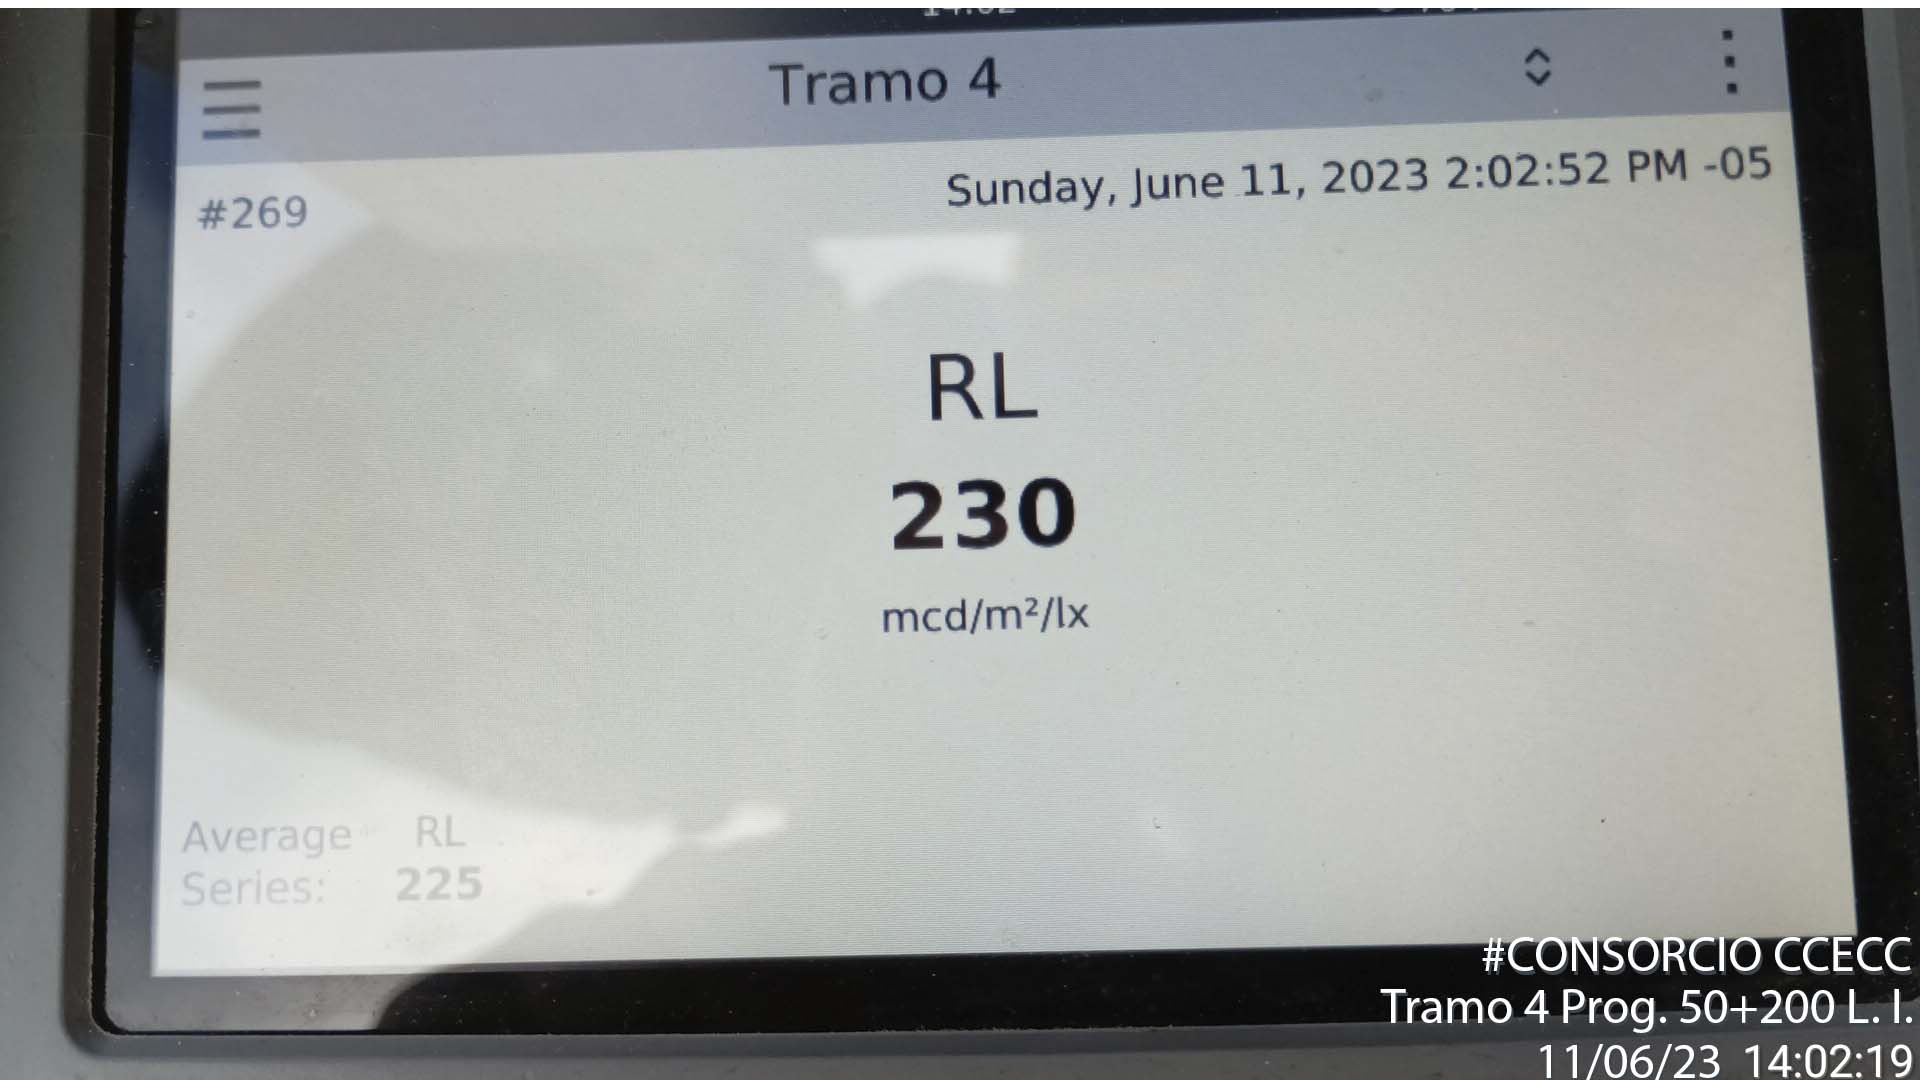 Tramo 4
#269
Sunday, June 11, 2023 2:02:52 PM -05
RL
230
mcd/m²/lx
Average RL
Series: 225
#CONSORCIO CCECC
Tramo 4 Prog. 50+200 L. I.
11/06/23 14:02:19